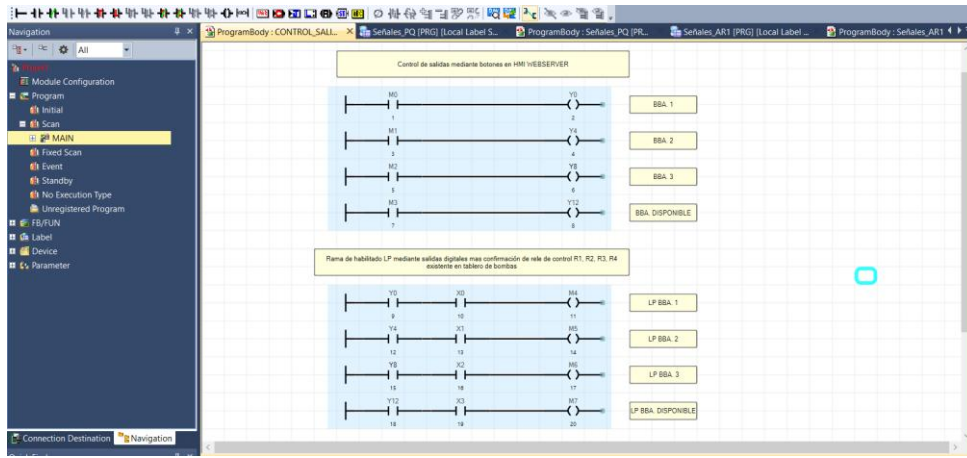 Navigation
All
Project
Module Configuration
Program
Initial
Scan
MAIN
Fixed Scan
Event
Standby
No Execution Type
Unregistered Program
FB/FUN
Label
Device
Parameter
Connection Destination
Navigation
ProgramBody : CONTROL_SALI...
Señales_PQ [PRG] [Local Label S...
ProgramBody : Señales_PQ [PR...
Señales_AR1 [PRG] [Local Label ...
ProgramBody : Señales_AR1
Control de salidas mediante botones en HMI WEBSERVER
M0 Y0
BBA. 1
1 2
M1 Y4
BBA. 2
3 4
M2 Y8
BBA. 3
5 6
M3 Y12
BBA. DISPONIBLE
7 8
Rama de habilitado LP mediante salidas digitales mas confirmación de rele de control R1, R2, R3, R4
existente en tablero de bombas
Y0 X0 M4
LP BBA. 1
9 10 11
Y4 X1 M5
LP BBA. 2
12 13 14
Y8 X2 M6
LP BBA. 3
15 16 17
Y12 X3 M7
LP BBA. DISPONIBLE
18 19 20